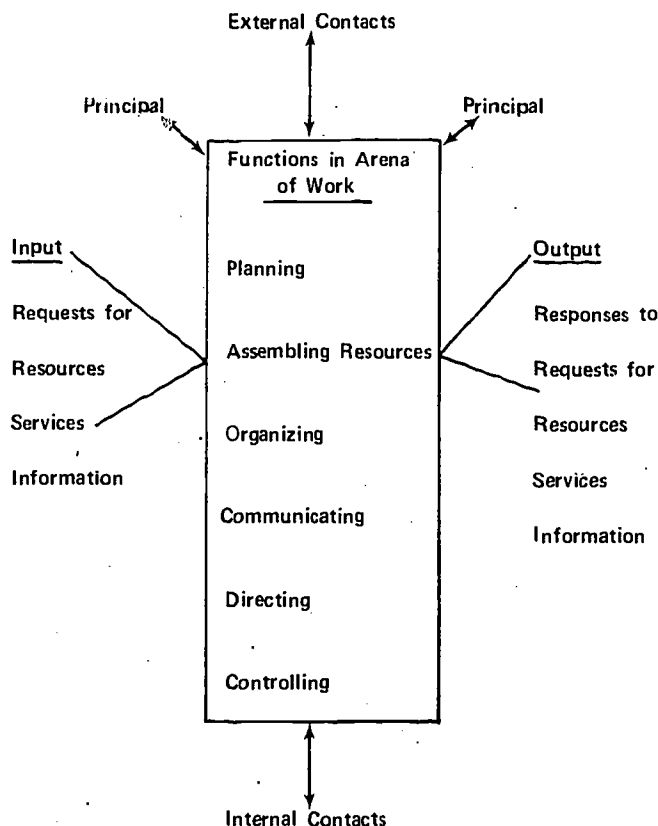 External Contacts
Principal
Principal
Functions in Arena
of Work
Input
Requests for
Resources
Services
Information
Planning
Assembling Resources
Organizing
Communicating
Directing
Controlling
Output
Responses to
Requests for
Resources
Services
Information
Internal Contacts